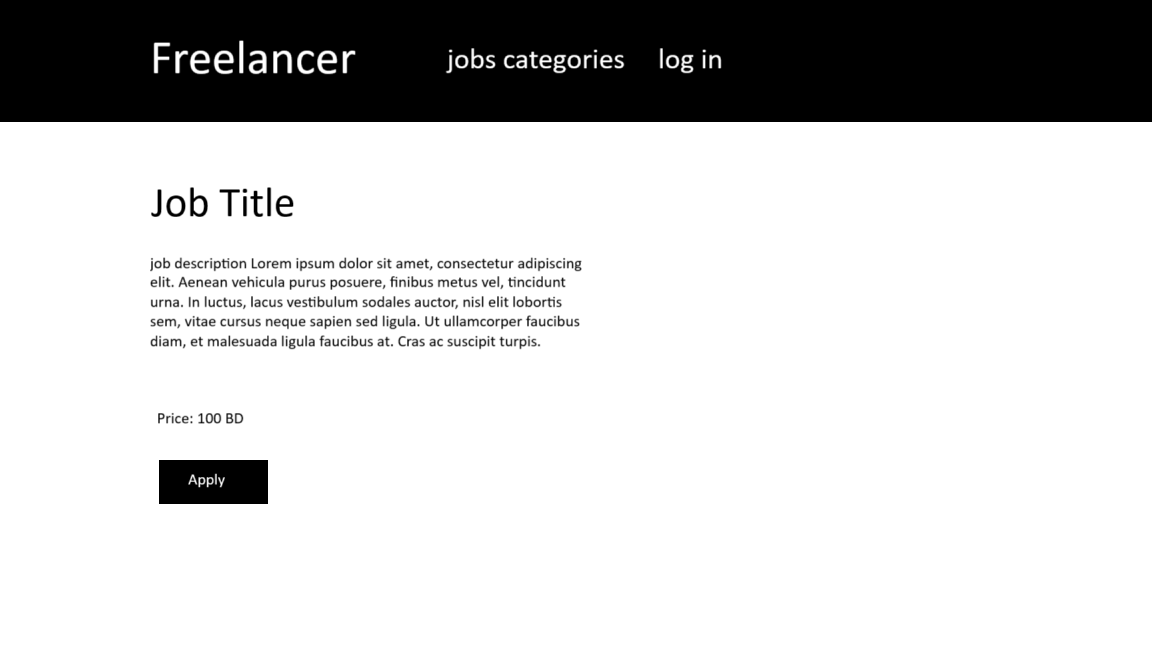 Freelancer jobs categories log in
Job Title
job description Lorem ipsum dolor sit amet, consectetur adipiscing
elit. Aenean vehicula purus posuere, finibus metus vel, tincidunt
urna. In luctus, lacus vestibulum sodales auctor, nisl elit lobortis
sem, vitae cursus neque sapien sed ligula. Ut ullamcorper faucibus
diam, et malesuada ligula faucibus at. Cras ac suscipit turpis.
Price: 100 BD
Apply